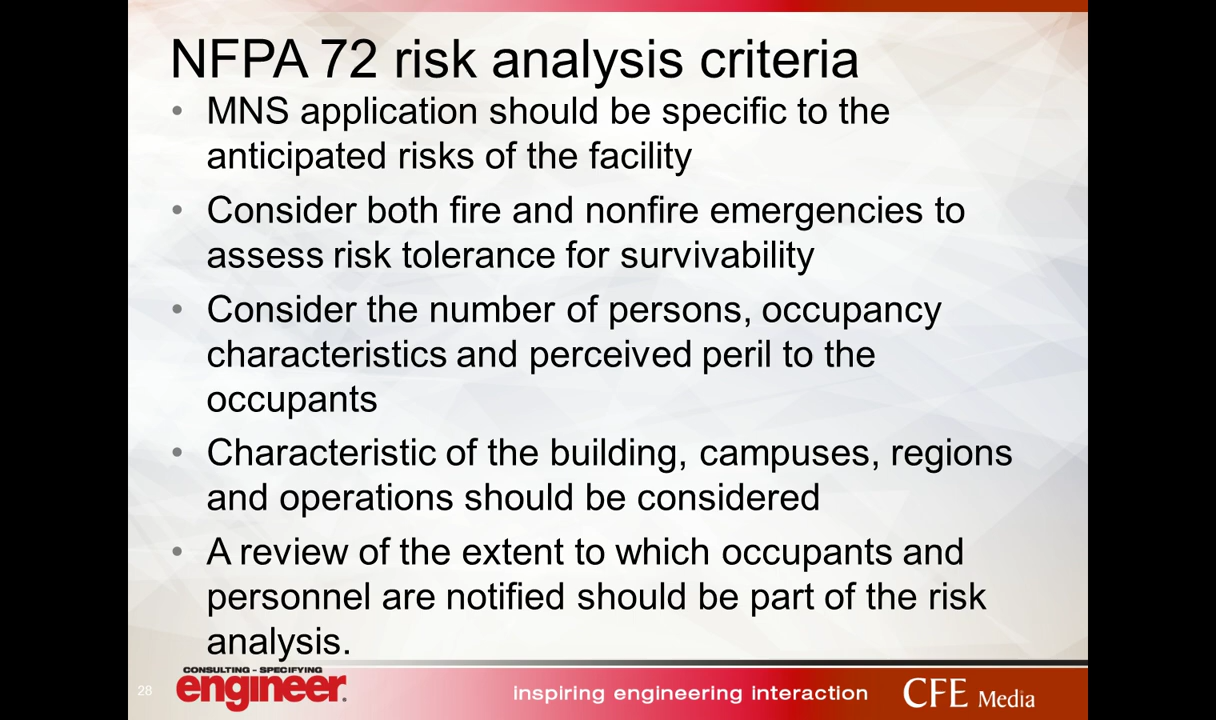 NFPA 72 risk analysis criteria
• MNS application should be specific to the
anticipated risks of the facility
• Consider both fire and nonfire emergencies to
assess risk tolerance for survivability
• Consider the number of persons, occupancy
characteristics and perceived peril to the
occupants
• Characteristic of the building, campuses, regions
and operations should be considered
• A review of the extent to which occupants and
personnel are notified should be part of the risk
analysis.
28
CONSULTING - SPECIFYING
engineer.
inspiring engineering interaction
CFE Media